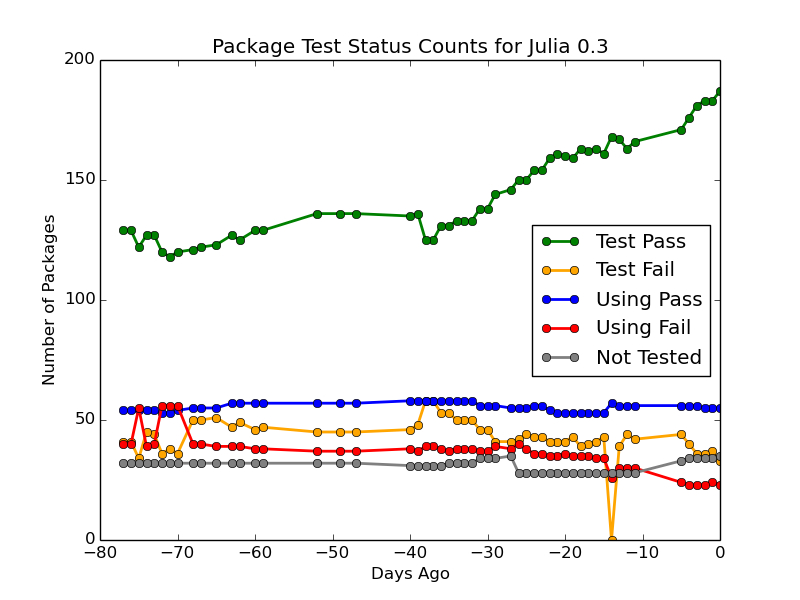 Package Test Status Counts for Julia 0.3
200
150
100
50
0
Number of Packages
Test Pass
Test Fail
Using Pass
Using Fail
Not Tested
−80 −70 −60 −50 −40 −30 −20 −10 0
Days Ago